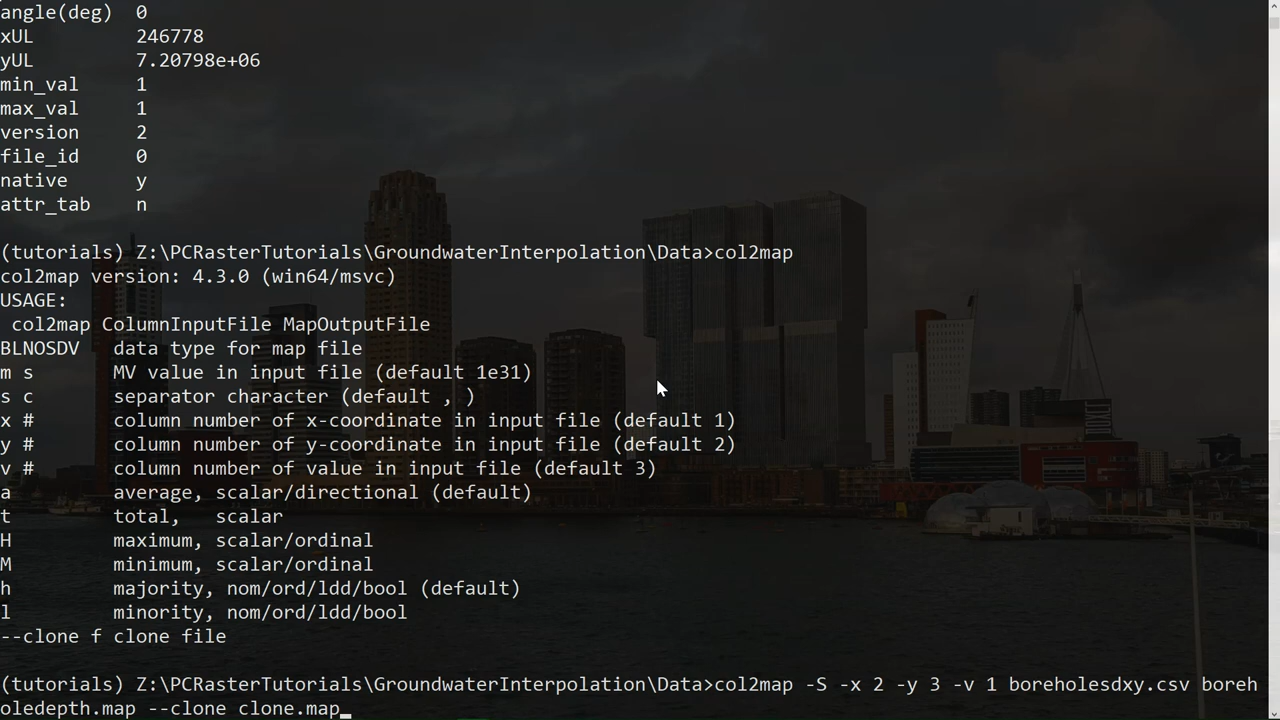 angle(deg)  0
xUL         246778
yUL         7.20798e+06
min_val     1
max_val     1
version     2
file_id     0
native      y
attr_tab    n
(tutorials) Z:\PCRasterTutorials\GroundwaterInterpolation\Data>col2map
col2map version: 4.3.0 (win64/msvc)
USAGE:
 col2map ColumnInputFile MapOutputFile
BLNOSDV   data type for map file
m s       MV value in input file (default 1e31)
s c       separator character (default , )
x #       column number of x-coordinate in input file (default 1)
y #       column number of y-coordinate in input file (default 2)
v #       column number of value in input file (default 3)
a         average, scalar/directional (default)
t         total,   scalar
H         maximum, scalar/ordinal
M         minimum, scalar/ordinal
h         majority, nom/ord/ldd/bool (default)
l         minority, nom/ord/ldd/bool
--clone f clone file
(tutorials) Z:\PCRasterTutorials\GroundwaterInterpolation\Data>col2map -S -x 2 -y 3 -v 1 boreholesdxy.csv boreh
oledepth.map --clone clone.map